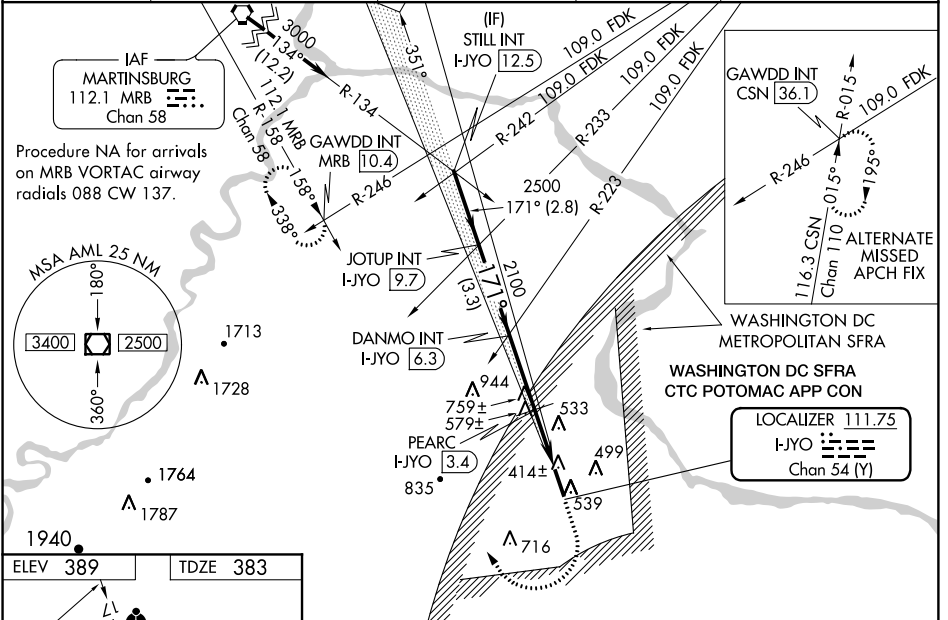 IAF
MARTINSBURG
112.1 MRB
Chan 58
Procedure NA for arrivals
on MRB VORTAC airway
radials 088 CW 137.
3000
134°
(12.2)
R-134
112.1 MRB
R-158
Chan 58
158°
338°
GAWDD INT
MRB 10.4
R-246
351°
(IF)
STILL INT
I-JYO 12.5
109.0 FDK
109.0 FDK
109.0 FDK
109.0 FDK
R-242
R-233
R-223
2500
171° (2.8)
JOTUP INT
I-JYO 9.7
171°
2100
(3.3)
DANMO INT
I-JYO 6.3
PEARC
I-JYO 3.4
GAWDD INT
CSN 36.1
R-015
109.0 FDK
R-246
015°
195°
116.3 CSN
Chan 110
ALTERNATE
MISSED
APCH FIX
WASHINGTON DC
METROPOLITAN SFRA
WASHINGTON DC SFRA
CTC POTOMAC APP CON
LOCALIZER 111.75
I-JYO
Chan 54 (Y)
MSA AML 25 NM
180°
3400
2500
360°
1713
1728
1764
1787
1940
944
759±
579±
533
499
414±
539
835
716
ELEV 389
TDZE 383
17